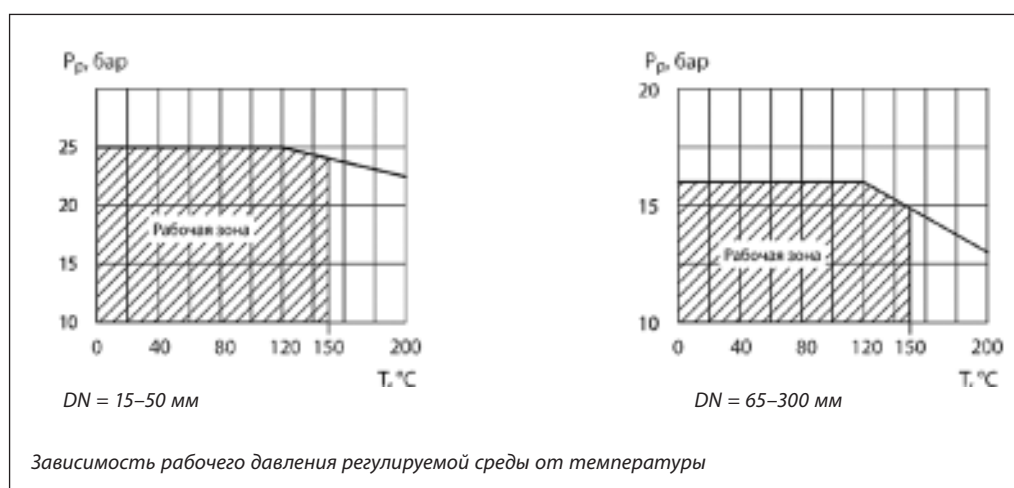 Pр, бар
25
20
15
10
Рабочая зона
0 40 80 120 150 200
T, °C
DN = 15–50 мм
Pр, бар
20
15
10
Рабочая зона
0 40 80 120 150 200
T, °C
DN = 65–300 мм
Зависимость рабочего давления регулируемой среды от температуры